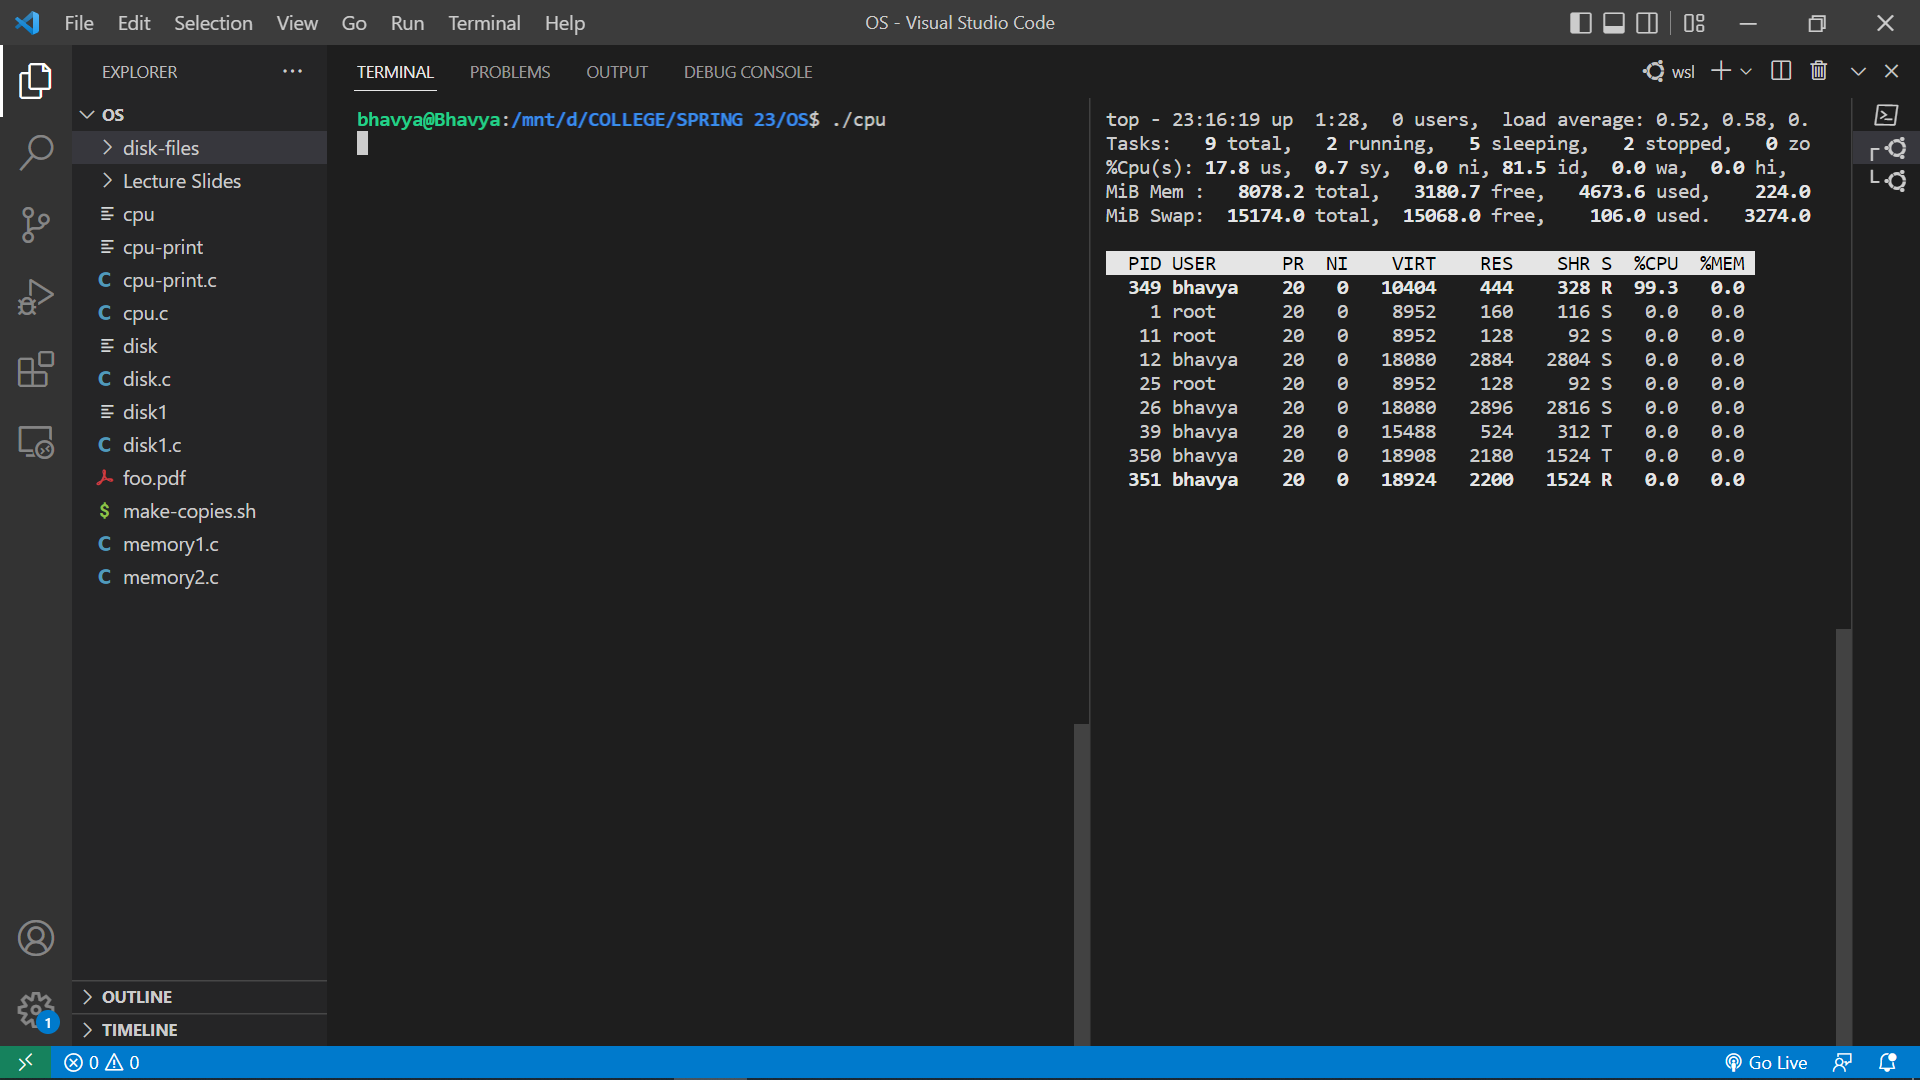 File Edit Selection View Go Run Terminal Help OS - Visual Studio Code
EXPLORER
OS
disk-files
Lecture Slides
cpu
cpu-print
cpu-print.c
cpu.c
disk
disk.c
disk1
disk1.c
foo.pdf
make-copies.sh
memory1.c
memory2.c
OUTLINE
TIMELINE
TERMINAL PROBLEMS OUTPUT DEBUG CONSOLE
wsl
bhavya@Bhavya:/mnt/d/COLLEGE/SPRING 23/OS$ ./cpu
top - 23:16:19 up 1:28, 0 users, load average: 0.52, 0.58, 0.
Tasks: 9 total, 2 running, 5 sleeping, 2 stopped, 0 zo
%Cpu(s): 17.8 us, 0.7 sy, 0.0 ni, 81.5 id, 0.0 wa, 0.0 hi,
MiB Mem : 8078.2 total, 3180.7 free, 4673.6 used, 224.0
MiB Swap: 15174.0 total, 15068.0 free, 106.0 used. 3274.0
PID USER PR NI VIRT RES SHR S %CPU %MEM
349 bhavya 20 0 10404 444 328 R 99.3 0.0
1 root 20 0 8952 160 116 S 0.0 0.0
11 root 20 0 8952 128 92 S 0.0 0.0
12 bhavya 20 0 18080 2884 2804 S 0.0 0.0
25 root 20 0 8952 128 92 S 0.0 0.0
26 bhavya 20 0 18080 2896 2816 S 0.0 0.0
39 bhavya 20 0 15488 524 312 T 0.0 0.0
350 bhavya 20 0 18908 2180 1524 T 0.0 0.0
351 bhavya 20 0 18924 2200 1524 R 0.0 0.0
1
0 0
Go Live